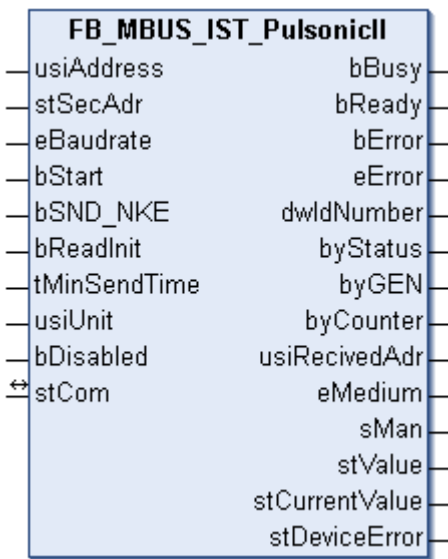 FB_MBUS_IST_PulsonicII
usiAddress bBusy
stSecAdr bReady
eBaudrate bError
bStart eError
bSND_NKE dwIdNumber
bReadInit byStatus
tMinSendTime byGEN
usiUnit byCounter
bDisabled usiRecivedAdr
stCom eMedium
sMan
stValue
stCurrentValue
stDeviceError